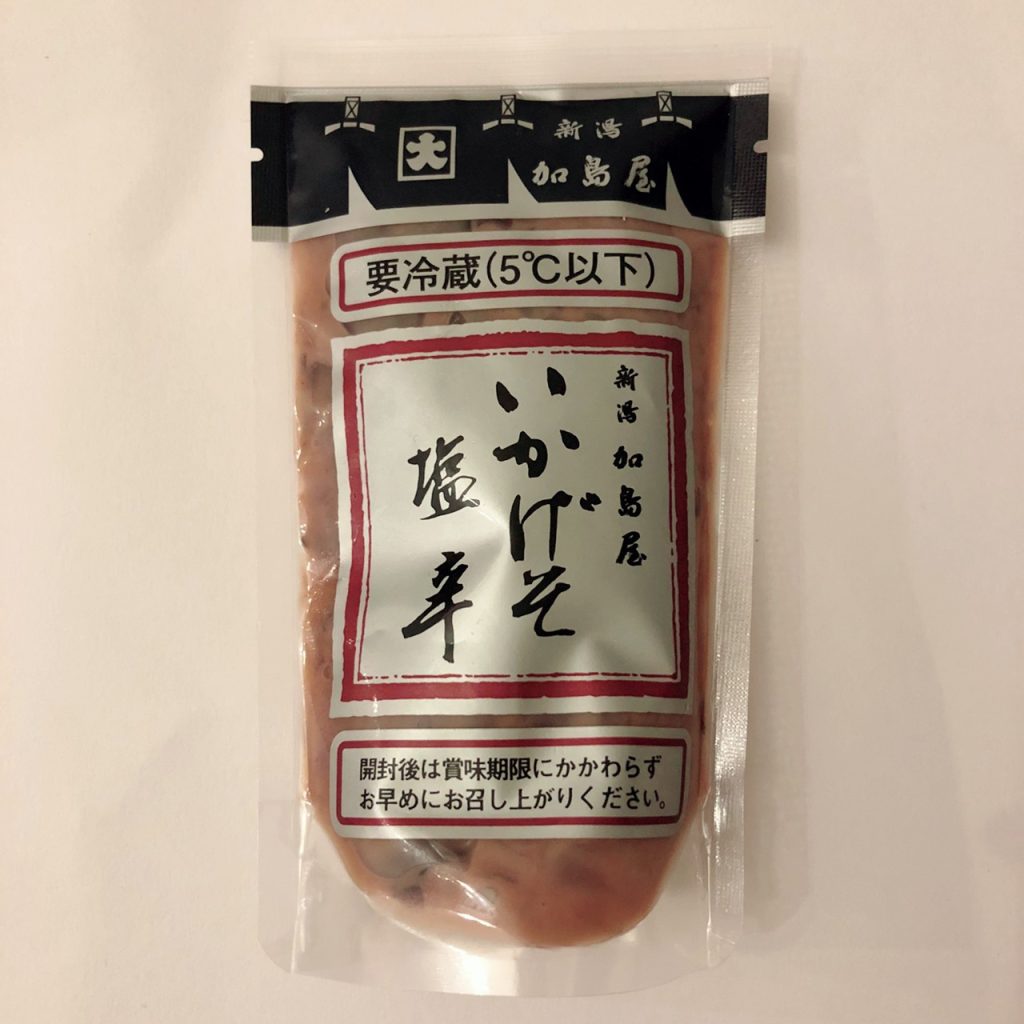 大
新潟
加島屋
要冷蔵(5℃以下)
新潟 加島屋
いかげそ
塩辛
開封後は賞味期限にかかわらず
お早めにお召し上がりください。